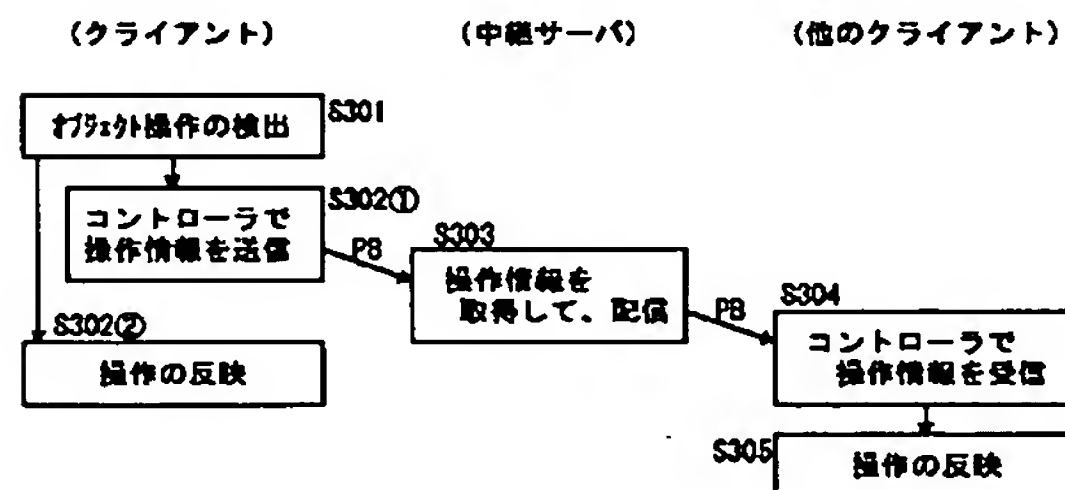 (クライアント)
(中継サーバ)
(他のクライアント)
オブジェクト操作の検出
S301
コントローラで
操作情報を送信
S302①
P8
S303
操作情報を
取得して、配信
P8
S304
コントローラで
操作情報を受信
S302②
操作の反映
S305
操作の反映